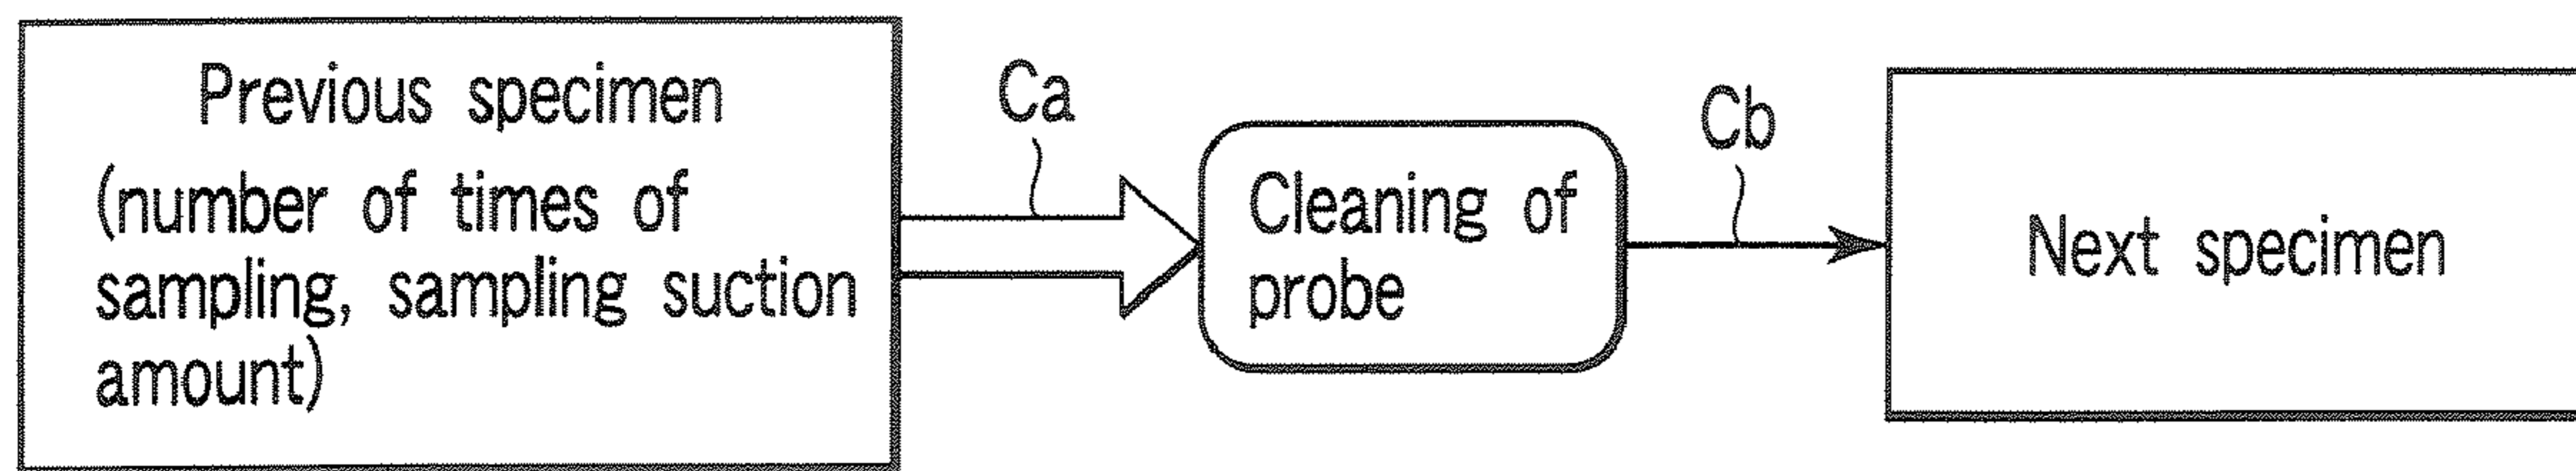 Previous specimen
(number of times of
sampling, sampling suction
amount)
Ca
Cleaning of
probe
Cb
Next specimen